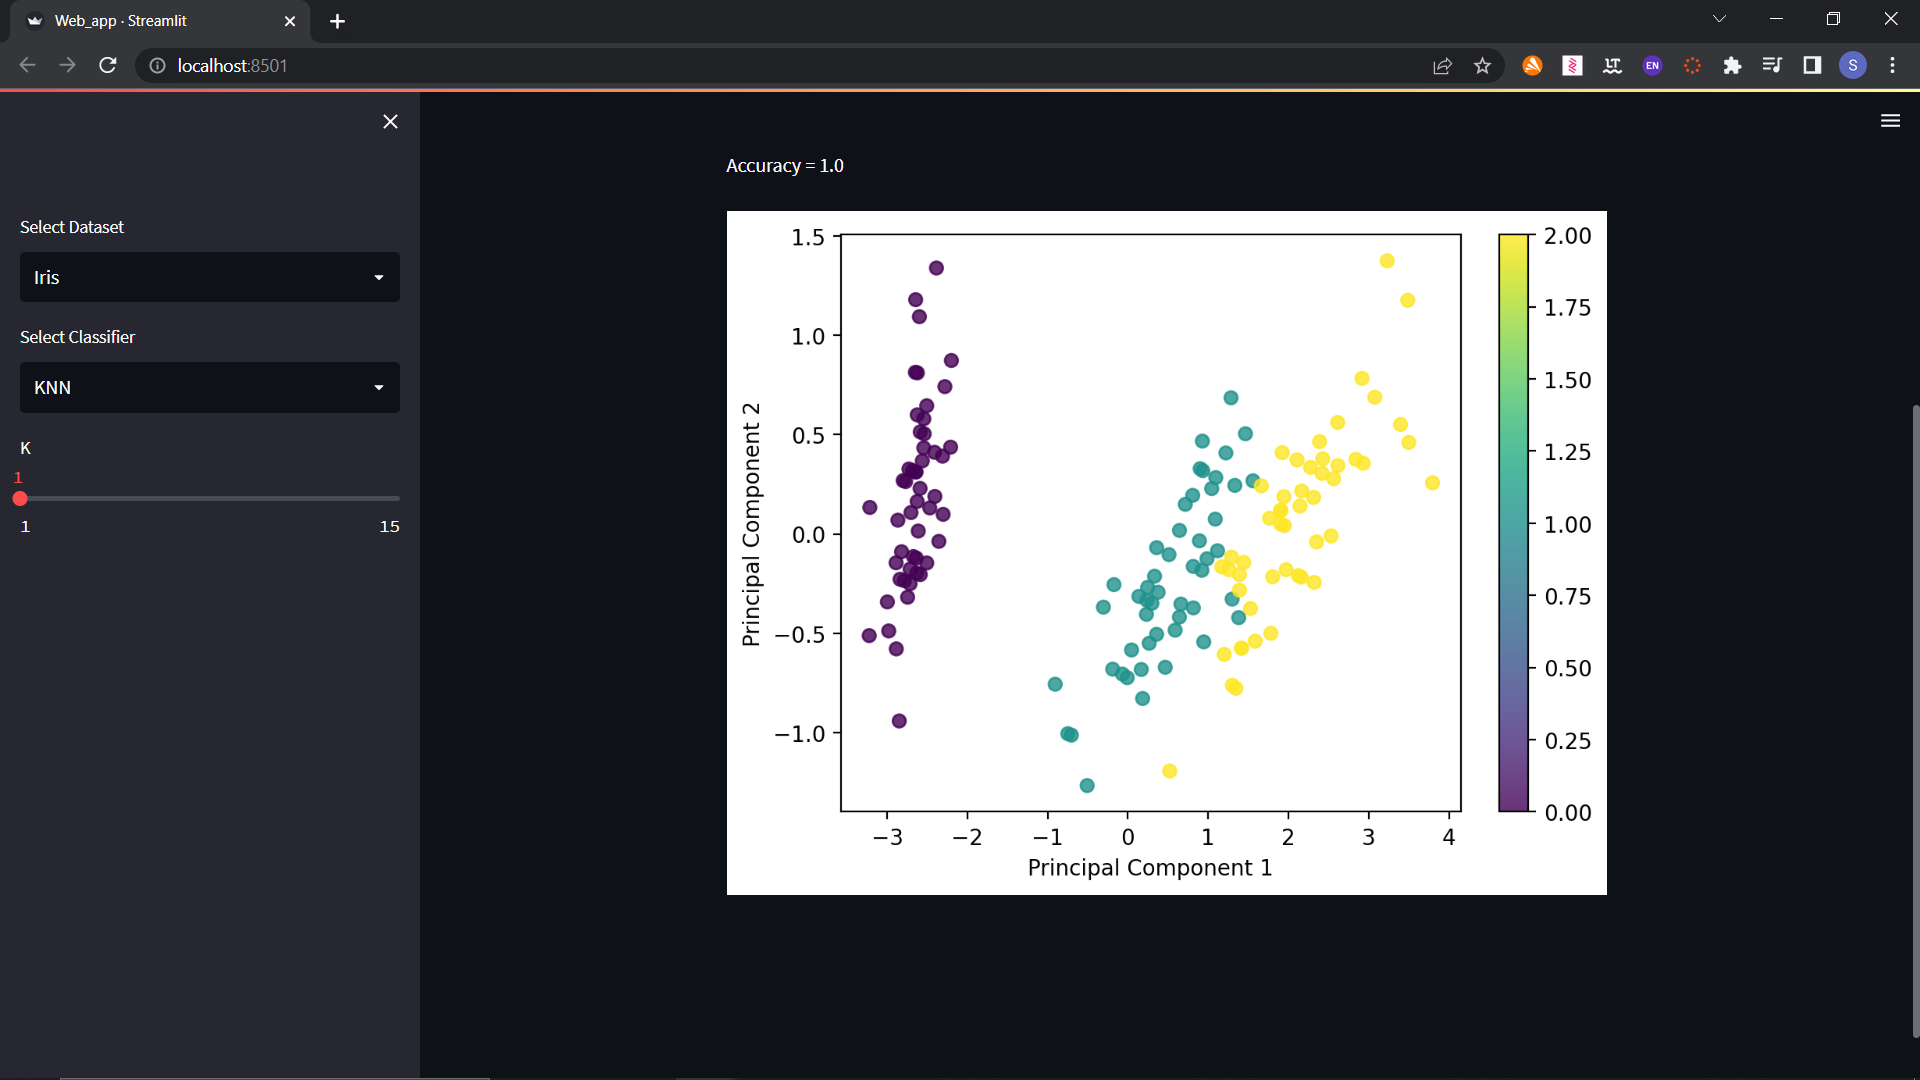 Web_app · Streamlit
localhost:8501
EN
S
Select Dataset
Iris
Select Classifier
KNN
K
1
1
15
Accuracy = 1.0
1.5
1.0
0.5
0.0
−0.5
−1.0
Principal Component 2
−3
−2
−1
0
1
2
3
4
Principal Component 1
2.00
1.75
1.50
1.25
1.00
0.75
0.50
0.25
0.00